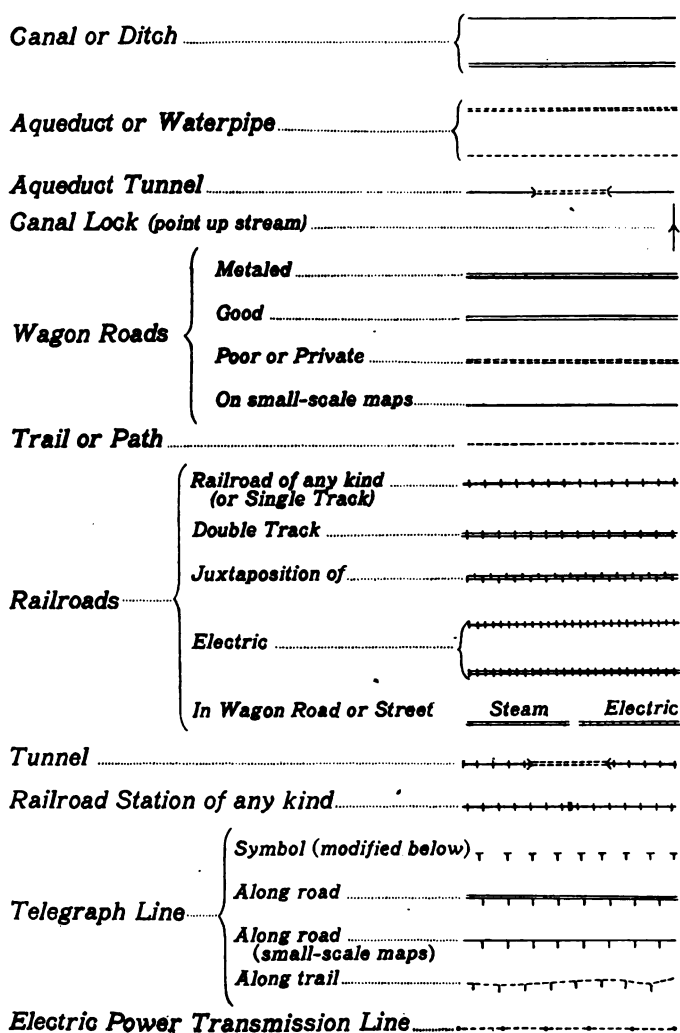 Canal or Ditch
Aqueduct or Waterpipe
Aqueduct Tunnel
Canal Lock (point up stream)
Wagon Roads
Metaled
Good
Poor or Private
On small-scale maps
Trail or Path
Railroads
Railroad of any kind
(or Single Track)
Double Track
Juxtaposition of
Electric
In Wagon Road or Street Steam Electric
Tunnel
Railroad Station of any kind
Telegraph Line
Symbol (modified below)
Along road
Along road
(small-scale maps)
Along trail
Electric Power Transmission Line